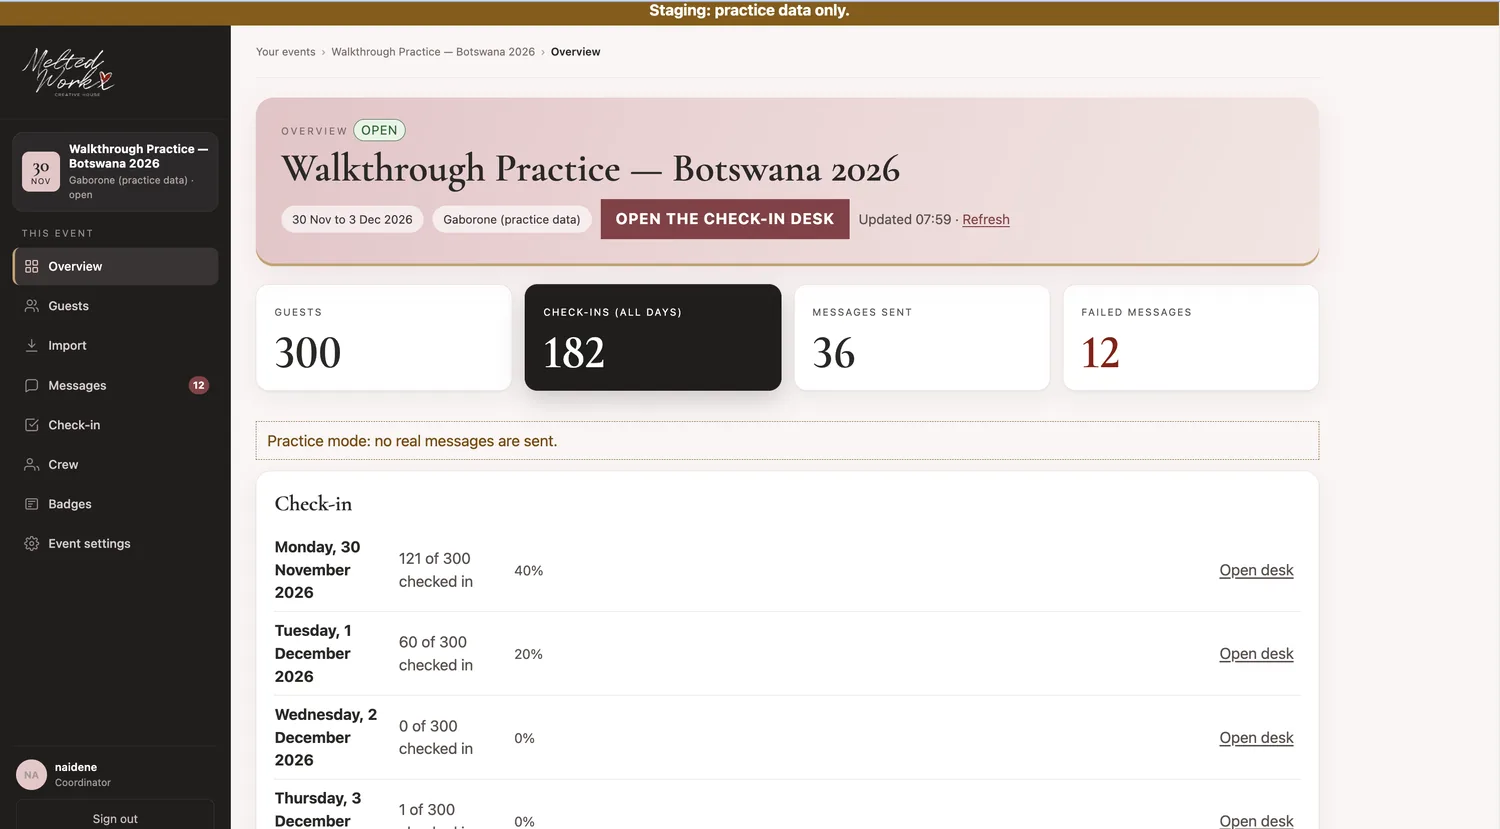 Staging: practice data only.
Melted
Workx
CREATIVE HOUSE
30
NOV
Walkthrough Practice —
Botswana 2026
Gaborone (practice data) ·
open
THIS EVENT
Overview
Guests
Import
Messages 12
Check-in
Crew
Badges
Event settings
NA
naidene
Coordinator
Sign out
Your events › Walkthrough Practice — Botswana 2026 › Overview
OVERVIEW OPEN
Walkthrough Practice — Botswana 2026
30 Nov to 3 Dec 2026 Gaborone (practice data) OPEN THE CHECK-IN DESK Updated 07:59 · Refresh
GUESTS
300
CHECK-INS (ALL DAYS)
182
MESSAGES SENT
36
FAILED MESSAGES
12
Practice mode: no real messages are sent.
Check-in
Monday, 30
November
2026
121 of 300
checked in
40%
Open desk
Tuesday, 1
December
2026
60 of 300
checked in
20%
Open desk
Wednesday, 2
December
2026
0 of 300
checked in
0%
Open desk
Thursday, 3
December
1 of 300
0%
Open desk